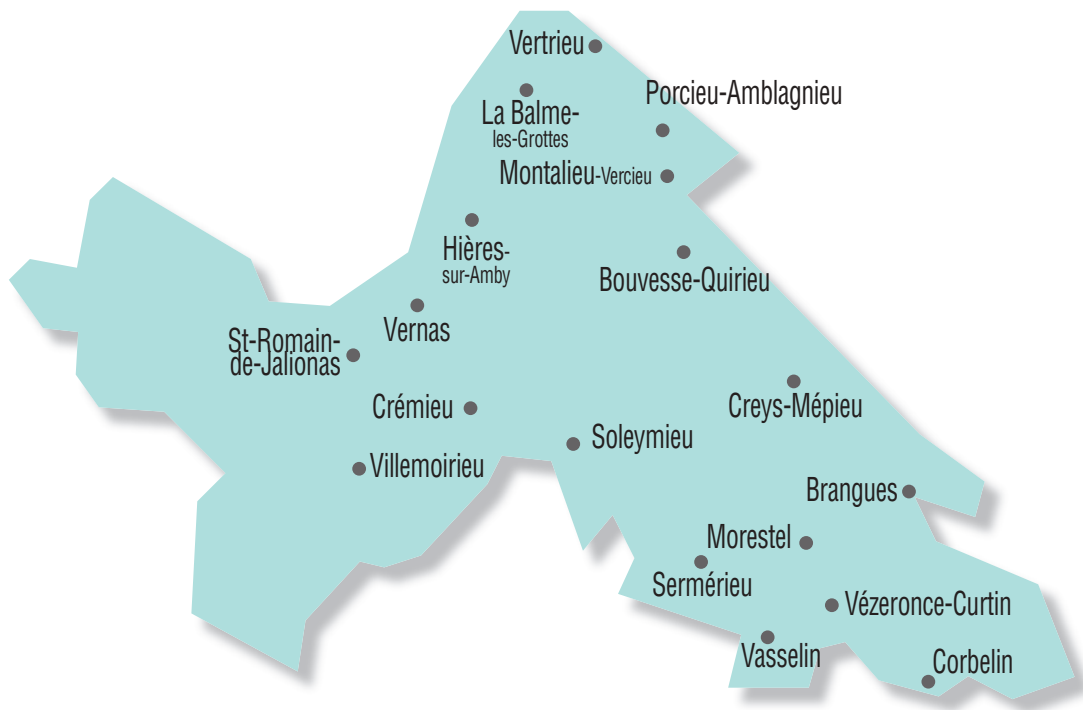 Vertrieu
Porcieu-Amblagnieu
La Balme-
les-Grottes
Montalieu-Vercieu
Hières-
sur-Amby
Bouvesse-Quirieu
Vernas
St-Romain-
de-Jalionas
Creys-Mépieu
Crémieu
Soleymieu
Villemoirieu
Brangues
Morestel
Sermérieu
Vézeronce-Curtin
Vasselin
Corbelin